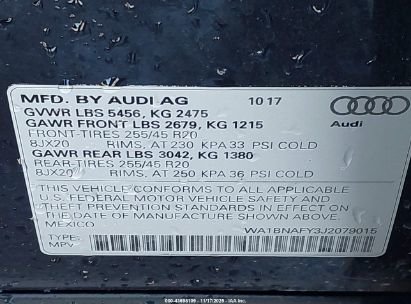 MFD. BY AUDI AG 10 17
GVWR LBS 5456, KG 2475
GAWR FRONT LBS 2679, KG 1215
FRONT-TIRES 255/45 R20
8JX20 RIMS, AT 230 KPA 33 PSI COLD
GAWR REAR LBS 3042, KG 1380
REAR-TIRES 255/45 R20
8JX20 RIMS, AT 250 KPA 36 PSI COLD
Audi
THIS VEHICLE CONFORMS TO ALL APPLICABLE
U.S. FEDERAL MOTOR VEHICLE SAFETY, BUMPER
AND THEFT PREVENTION STANDARDS IN EFFECT
ON THE DATE OF MANUFACTURE SHOWN ABOVE.
MEXICO WA1BNAFY3J2079015
TYPE:
MPV